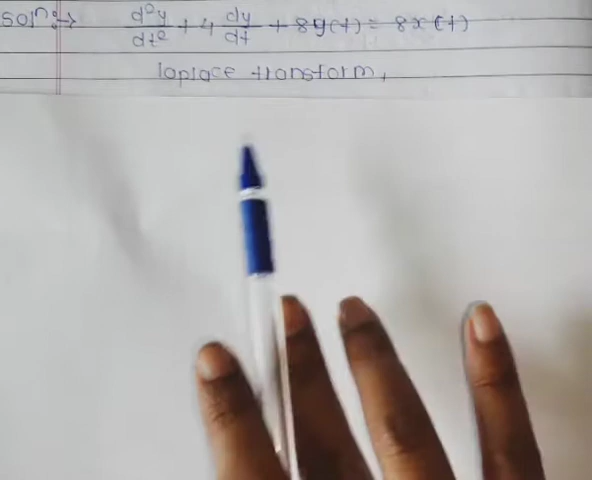 Soln:→ d²y/dt² + 4 dy/dt + 8y(t) = 8x(t)
laplace transform,